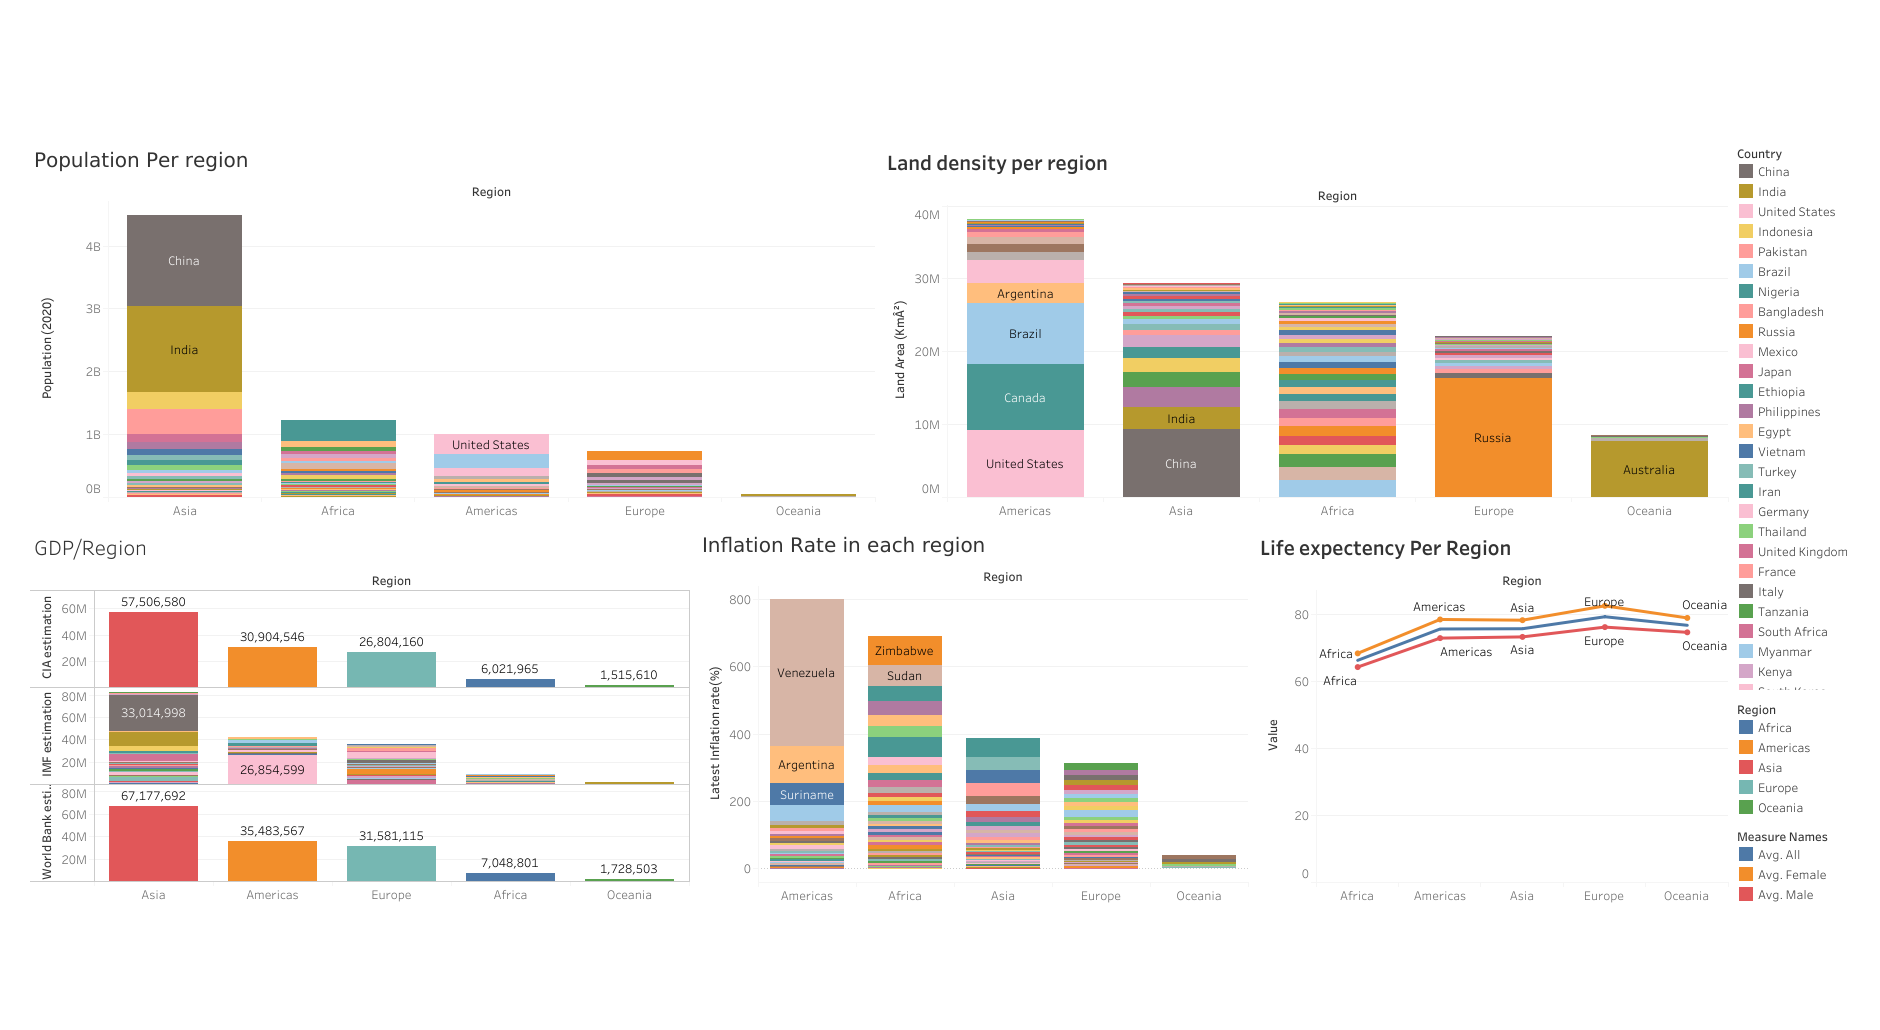 Population Per region
Region
Population (2020)
4B
3B
2B
1B
0B
China
India
United States
Asia
Africa
Americas
Europe
Oceania
Land density per region
Region
Land Area (KmÂ²)
40M
30M
20M
10M
0M
Argentina
Brazil
Canada
United States
India
China
Russia
Australia
Americas
Asia
Africa
Europe
Oceania
Country
China
India
United States
Indonesia
Pakistan
Brazil
Nigeria
Bangladesh
Russia
Mexico
Japan
Ethiopia
Philippines
Egypt
Vietnam
Turkey
Iran
Germany
Thailand
United Kingdom
France
Italy
Tanzania
South Africa
Myanmar
Kenya
GDP/Region
Region
CIA estimation
60M
40M
20M
57,506,580
30,904,546
26,804,160
6,021,965
1,515,610
IMF estimation
80M
60M
40M
20M
33,014,998
26,854,599
World Bank esti..
80M
60M
40M
20M
67,177,692
35,483,567
31,581,115
7,048,801
1,728,503
Asia
Americas
Europe
Africa
Oceania
Inflation Rate in each region
Region
Latest Inflation rate(%)
800
600
400
200
0
Venezuela
Argentina
Suriname
Zimbabwe
Sudan
Americas
Africa
Asia
Europe
Oceania
Life expectency Per Region
Region
Value
80
60
40
20
0
Africa
Americas
Asia
Europe
Oceania
Africa
Americas
Asia
Europe
Oceania
Africa
Americas
Asia
Europe
Oceania
Region
Africa
Americas
Asia
Europe
Oceania
Measure Names
Avg. All
Avg. Female
Avg. Male